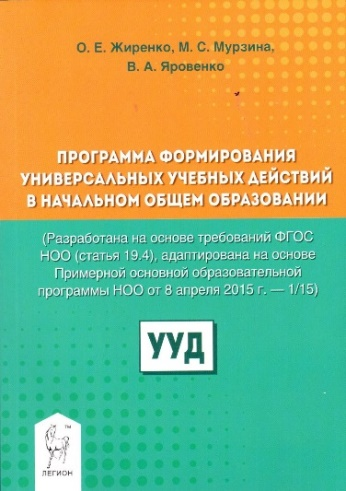 О. Е. Жиренко, М. С. Мурзина,
В. А. Яровенко
ПРОГРАММА ФОРМИРОВАНИЯ
УНИВЕРСАЛЬНЫХ УЧЕБНЫХ ДЕЙСТВИЙ
В НАЧАЛЬНОМ ОБЩЕМ ОБРАЗОВАНИИ
(Разработана на основе требований ФГОС
НОО (статья 19.4), адаптирована на основе
Примерной основной образовательной
программы НОО от 8 апреля 2015 г. — 1/15)
УУД
TM
ЛЕГИОН